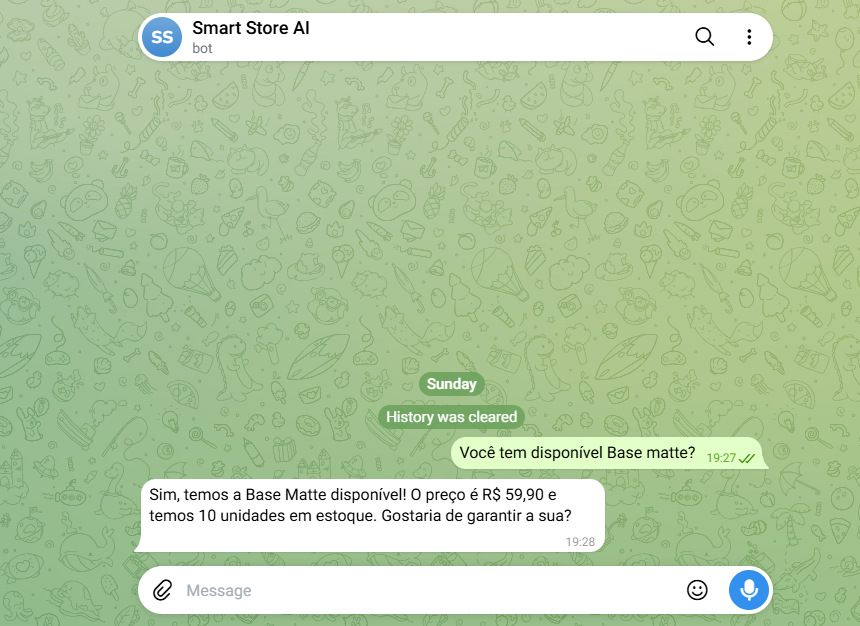 SS
Smart Store AI
bot
Sunday
History was cleared
Você tem disponível Base matte? 19:27
Sim, temos a Base Matte disponível! O preço é R$ 59,90 e
temos 10 unidades em estoque. Gostaria de garantir a sua?
19:28
Message